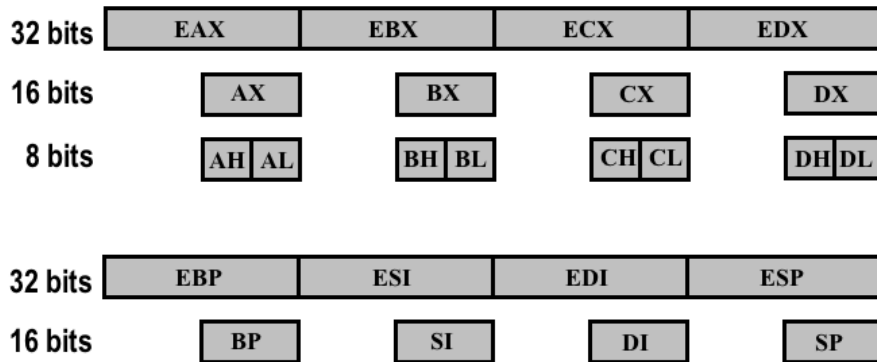 32 bits EAX EBX ECX EDX
16 bits AX BX CX DX
8 bits AH AL BH BL CH CL DH DL
32 bits EBP ESI EDI ESP
16 bits BP SI DI SP